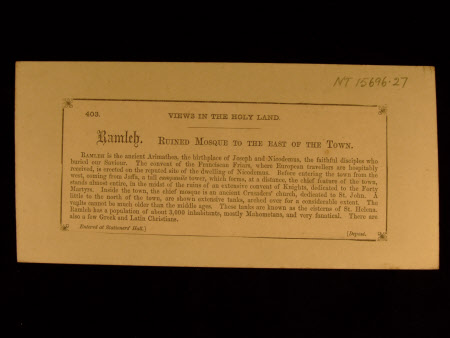 NT 15696·27
403. VIEWS IN THE HOLY LAND.
Ramleh. RUINED MOSQUE TO THE EAST OF THE TOWN.
RAMLEH is the ancient Arimathea, the birthplace of Joseph and Nicodemus, the faithful disciples who
buried our Saviour. The convent of the Franciscan Friars, where European travellers are hospitably
received, is erected on the reputed site of the dwelling of Nicodemus. Before entering the town from the
west, coming from Jaffa, a tall campanile tower, which forms, at a distance, the chief feature of the town,
stands almost entire, in the midst of the ruins of an extensive convent of Knights, dedicated to the Forty
Martyrs. Inside the town, the chief mosque is an ancient Crusaders' church, dedicated to St. John. A
little to the north of the town, are shown extensive tanks, arched over for a considerable extent. The
vaults cannot be much older than the middle ages. These tanks are known as the cisterns of St. Helena.
Ramleh has a population of about 3,000 inhabitants, mostly Mahometans, and very fanatical. There are
also a few Greek and Latin Christians.
Entered at Stationers' Hall.] [Deposé.